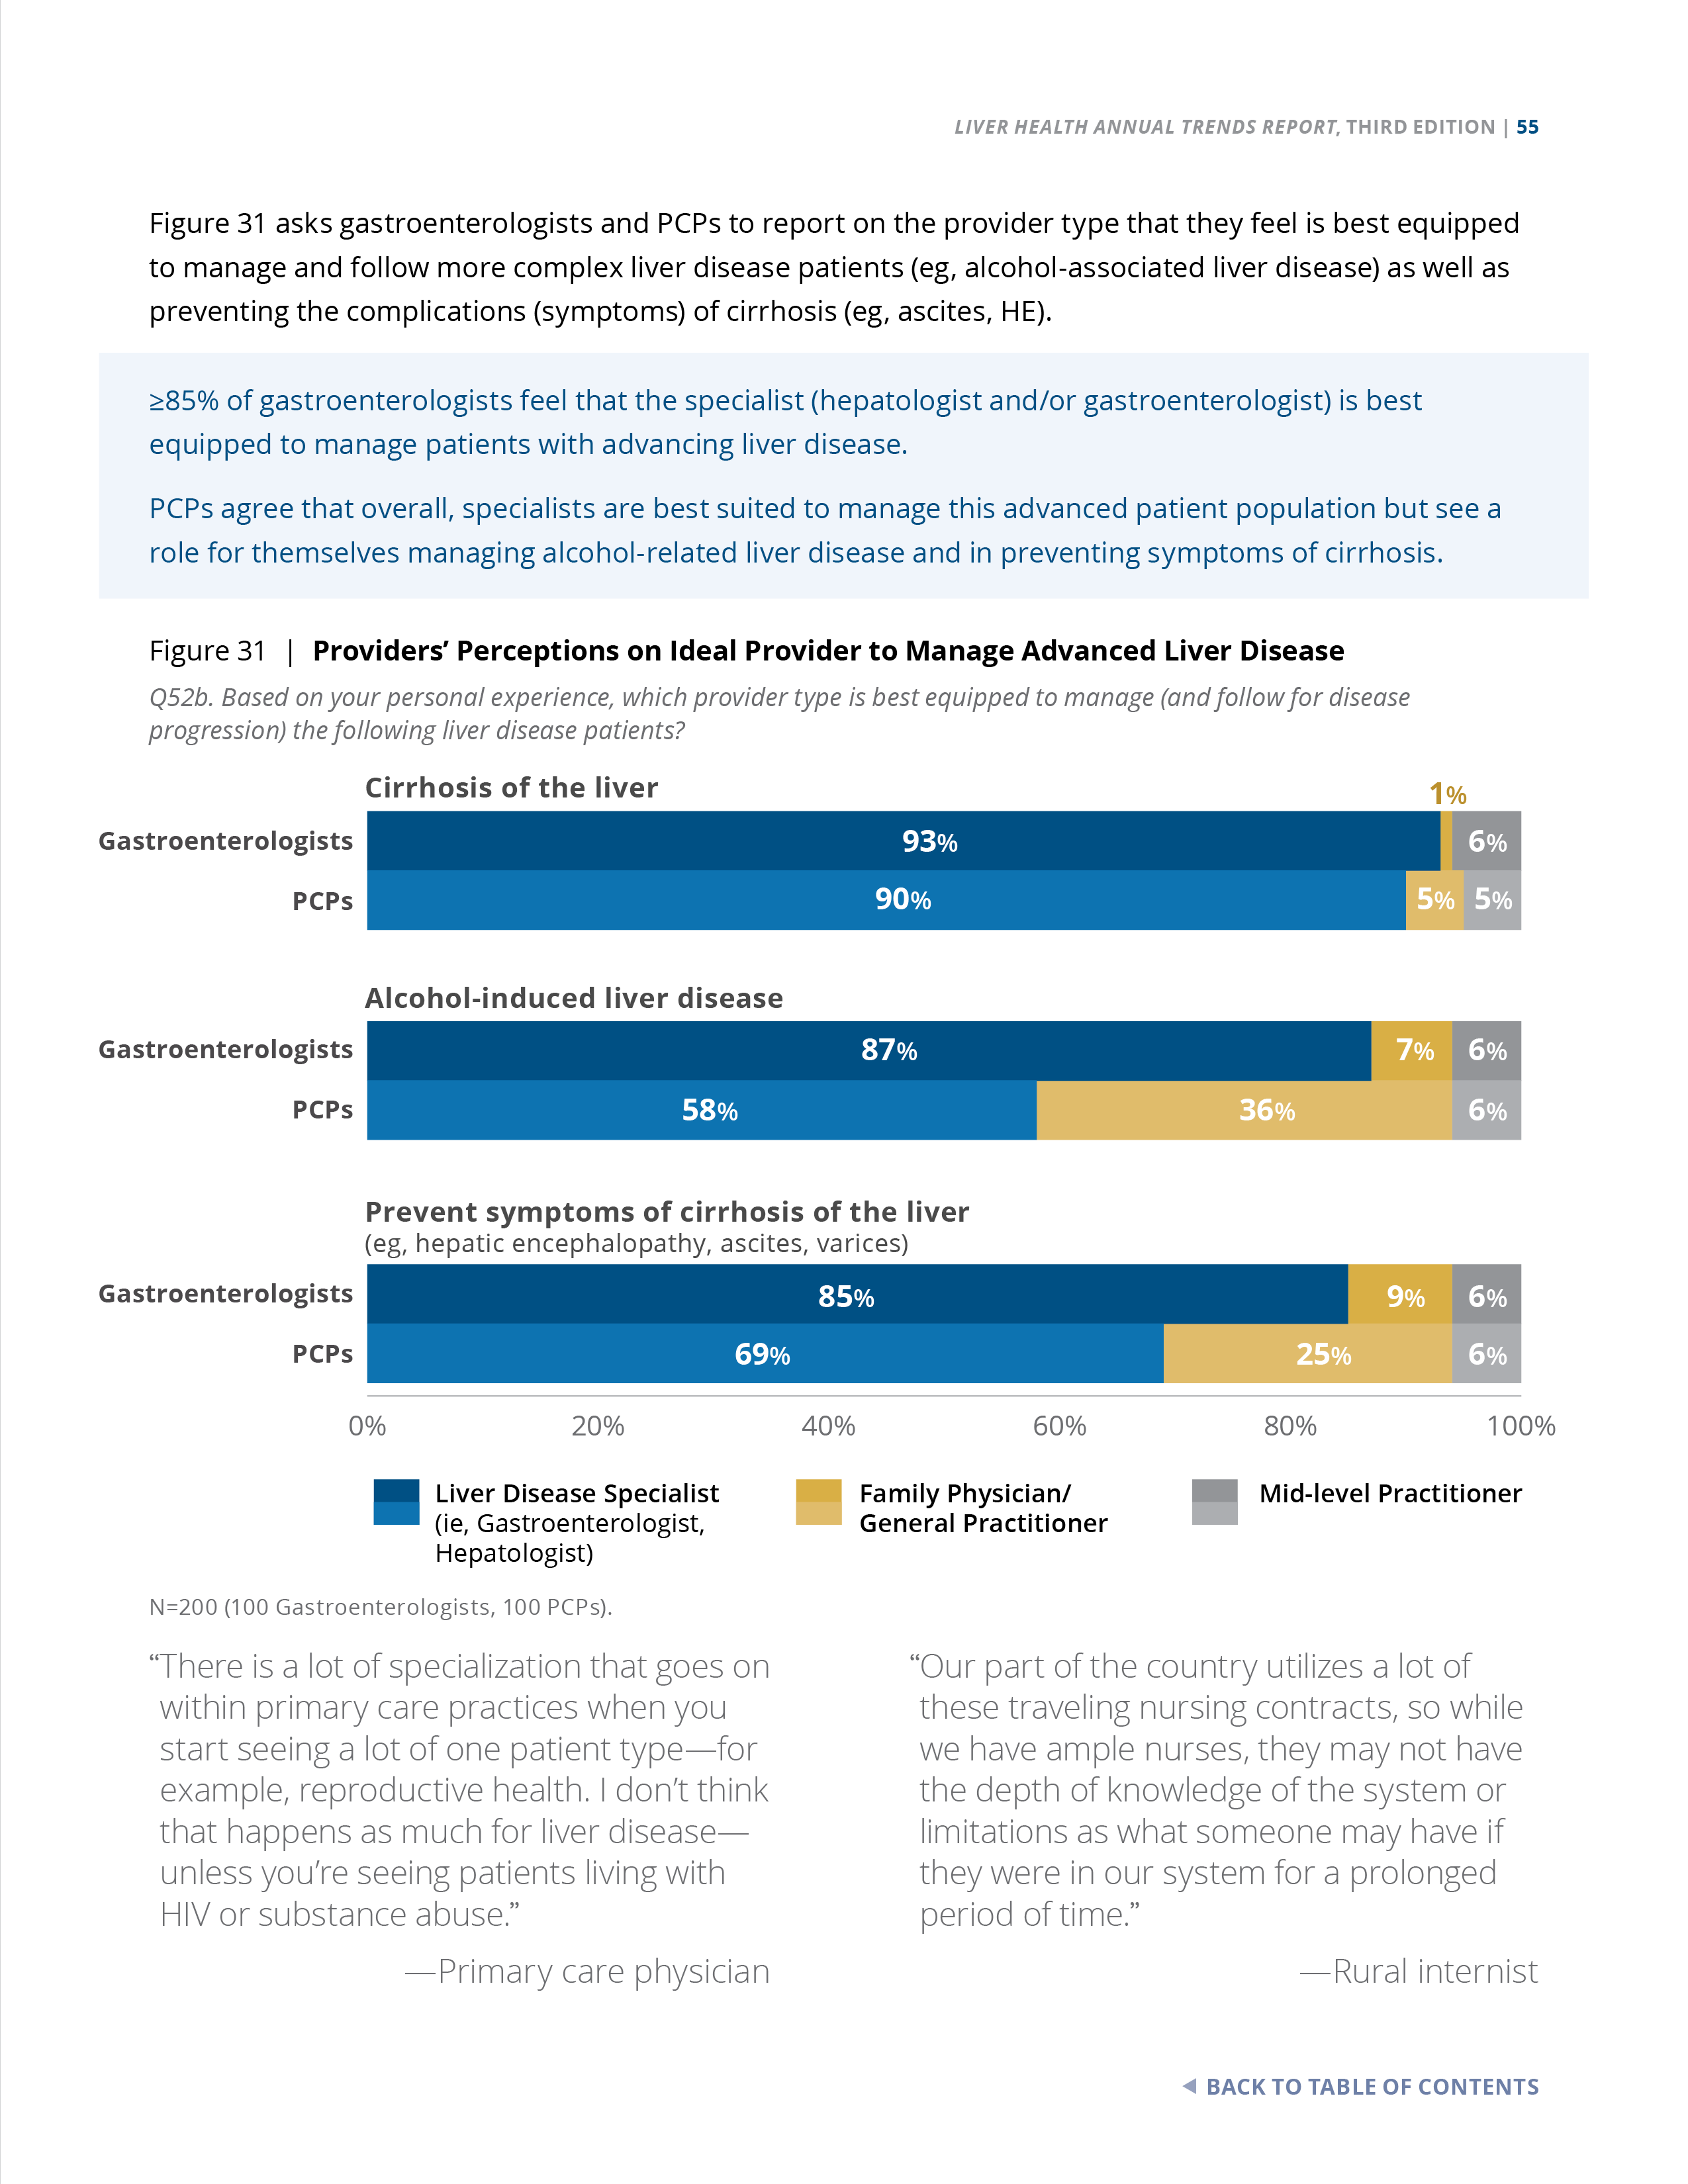 LIVER HEALTH ANNUAL TRENDS REPORT, THIRD EDITION | 55
Figure 31 asks gastroenterologists and PCPs to report on the provider type that they feel is best equipped
to manage and follow more complex liver disease patients (eg, alcohol-associated liver disease) as well as
preventing the complications (symptoms) of cirrhosis (eg, ascites, HE).
≥85% of gastroenterologists feel that the specialist (hepatologist and/or gastroenterologist) is best
equipped to manage patients with advancing liver disease.
PCPs agree that overall, specialists are best suited to manage this advanced patient population but see a
role for themselves managing alcohol-related liver disease and in preventing symptoms of cirrhosis.
Figure 31 | Providers’ Perceptions on Ideal Provider to Manage Advanced Liver Disease
Q52b. Based on your personal experience, which provider type is best equipped to manage (and follow for disease
progression) the following liver disease patients?
Cirrhosis of the liver
1%
Gastroenterologists 93% 6%
PCPs 90% 5% 5%
Alcohol-induced liver disease
Gastroenterologists 87% 7% 6%
PCPs 58% 36% 6%
Prevent symptoms of cirrhosis of the liver
(eg, hepatic encephalopathy, ascites, varices)
Gastroenterologists 85% 9% 6%
PCPs 69% 25% 6%
0% 20% 40% 60% 80% 100%
Liver Disease Specialist
(ie, Gastroenterologist,
Hepatologist)
Family Physician/
General Practitioner
Mid-level Practitioner
N=200 (100 Gastroenterologists, 100 PCPs).
“There is a lot of specialization that goes on
within primary care practices when you
start seeing a lot of one patient type—for
example, reproductive health. I don’t think
that happens as much for liver disease—
unless you’re seeing patients living with
HIV or substance abuse.”
—Primary care physician
“Our part of the country utilizes a lot of
these traveling nursing contracts, so while
we have ample nurses, they may not have
the depth of knowledge of the system or
limitations as what someone may have if
they were in our system for a prolonged
period of time.”
—Rural internist
BACK TO TABLE OF CONTENTS